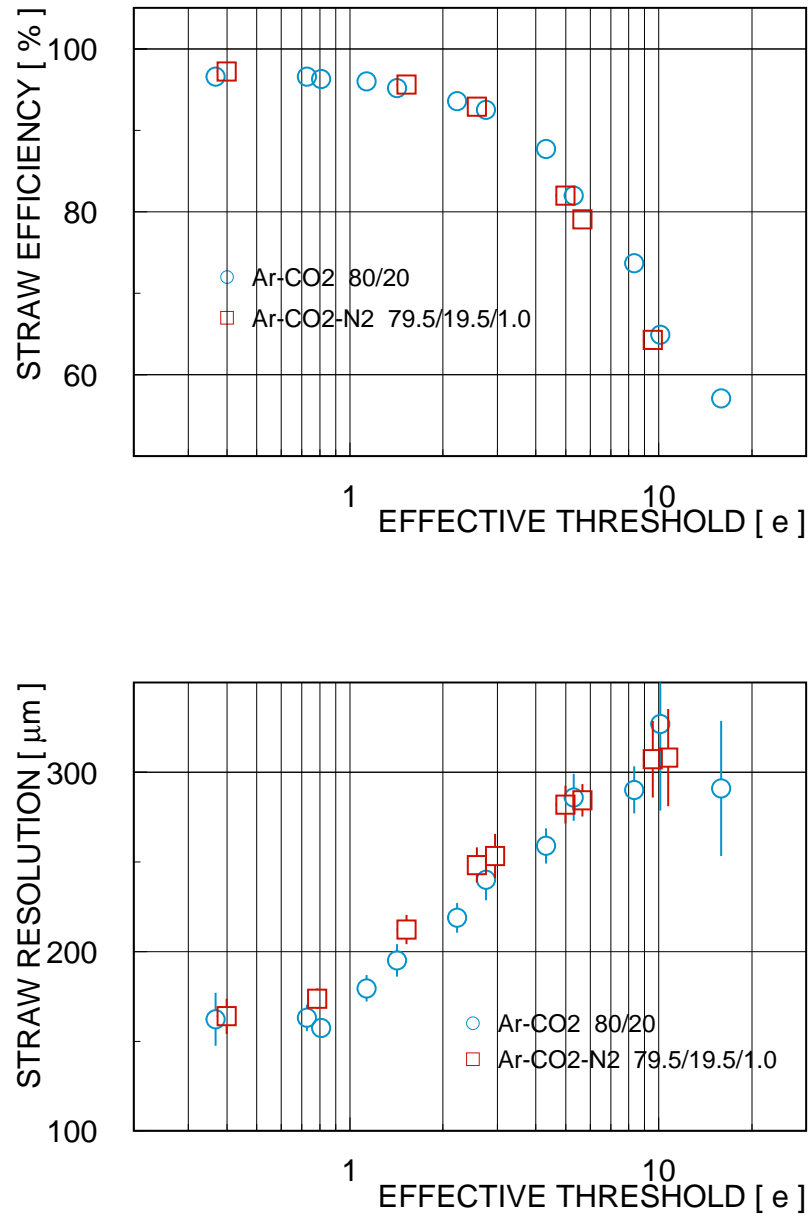 STRAW EFFICIENCY [ % ]
100
80
60
Ar-CO2 80/20
Ar-CO2-N2 79.5/19.5/1.0
1
10
EFFECTIVE THRESHOLD [ e ]
STRAW RESOLUTION [ μm ]
300
200
100
Ar-CO2 80/20
Ar-CO2-N2 79.5/19.5/1.0
1
10
EFFECTIVE THRESHOLD [ e ]